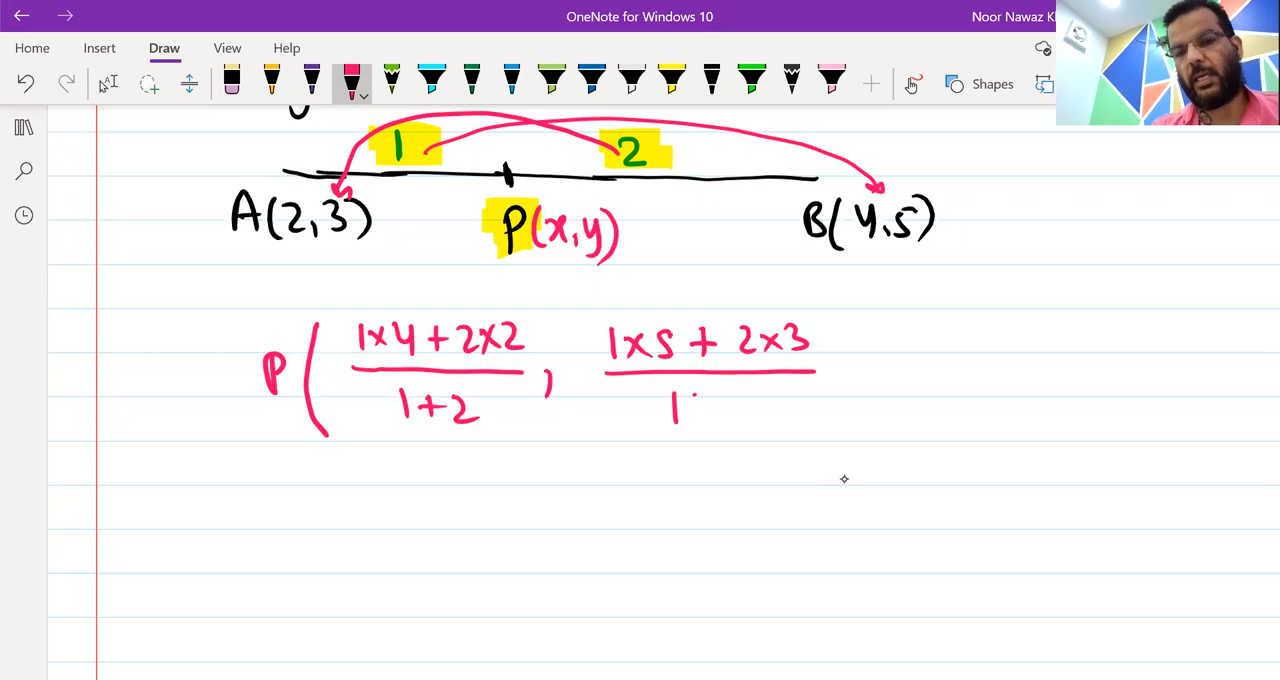 OneNote for Windows 10
Noor Nawaz Kh
Home Insert Draw View Help
Shapes
1 2
A(2,3) P(x,y) B(4,5)
P( 1×4+2×2 , 1×5+2×3
1+2 1